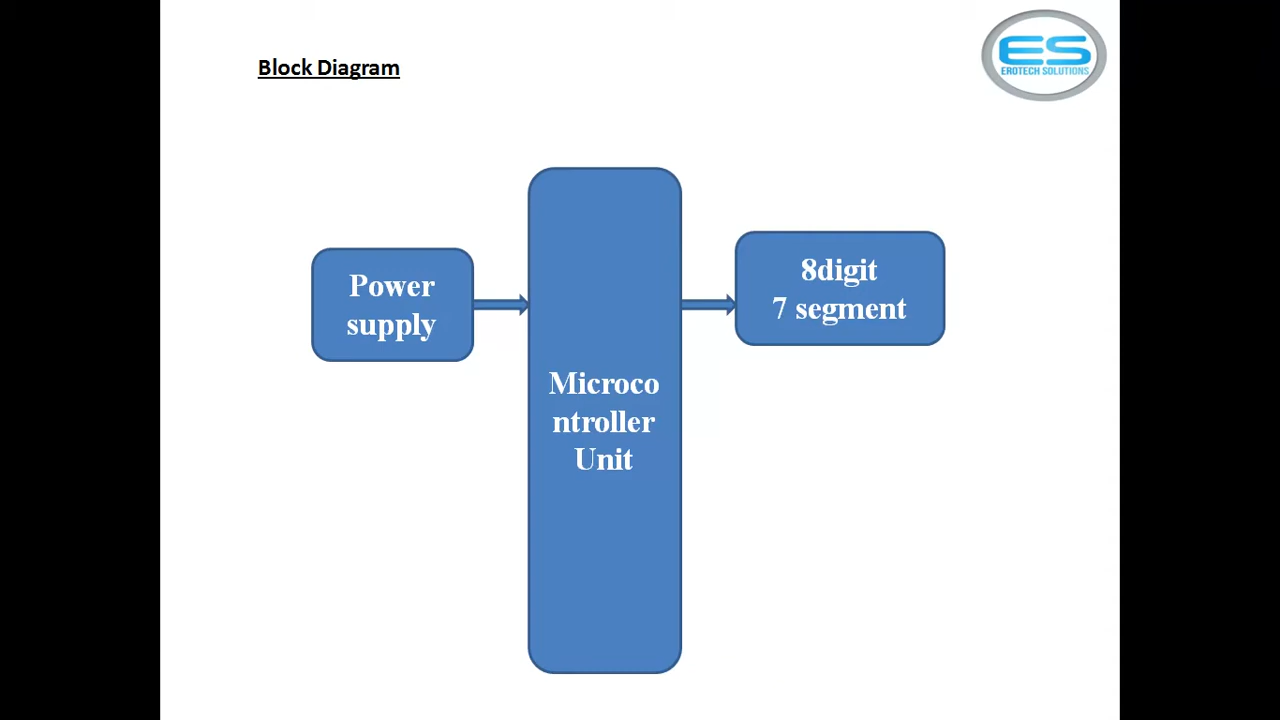 Block Diagram
ES
EROTECH SOLUTIONS
Power
supply
Microco
ntroller
Unit
8digit
7 segment